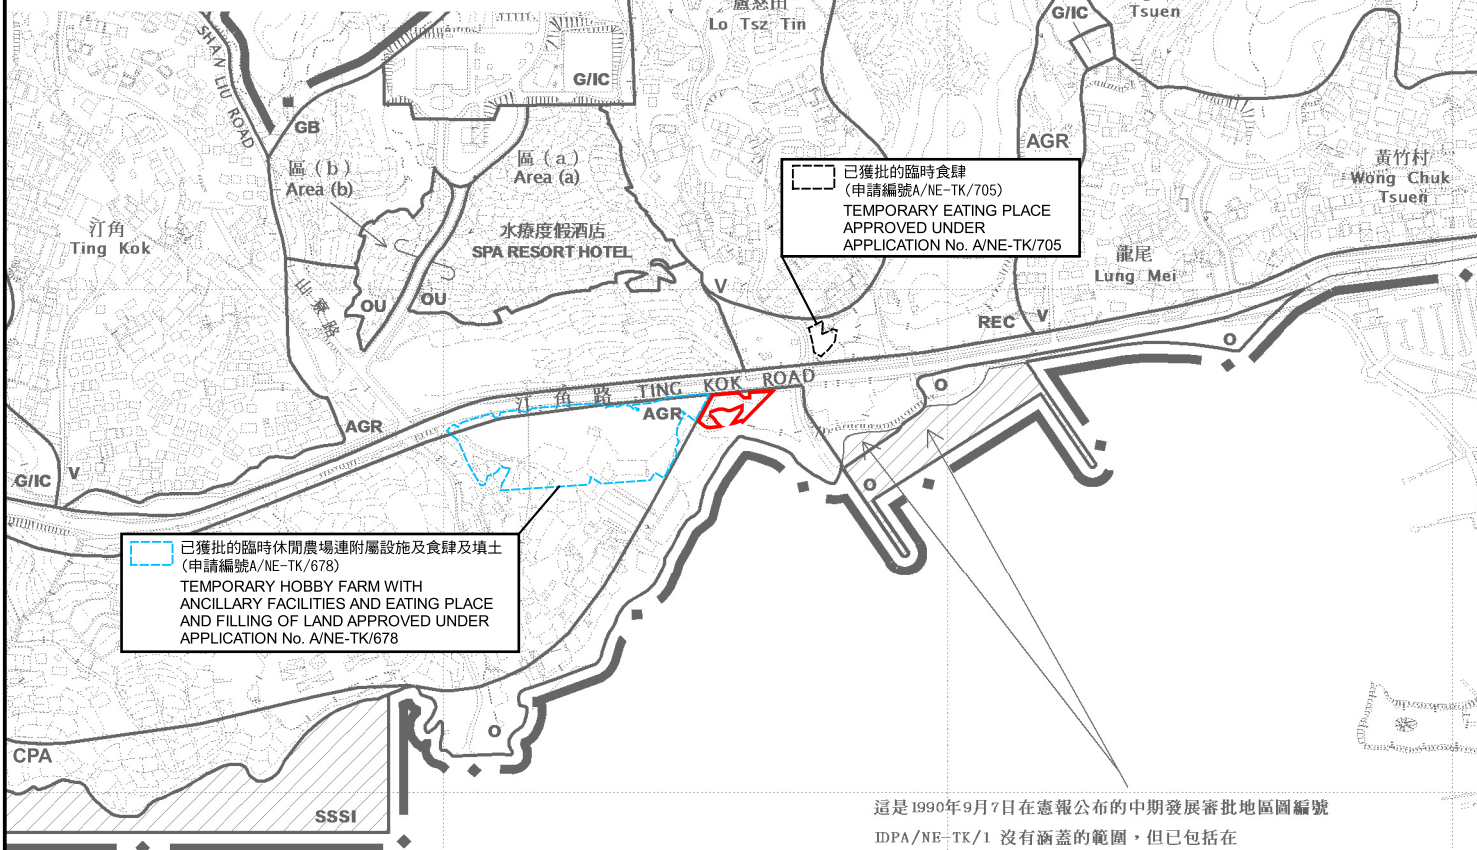 盧慈田
Lo Tsz Tin
G/IC
Tsuen
SHAN LIU ROAD
G/IC
GB
AGR
區 (b)
Area (b)
區 (a)
Area (a)
已獲批的臨時食肆
(申請編號A/NE-TK/705)
TEMPORARY EATING PLACE
APPROVED UNDER
APPLICATION No. A/NE-TK/705
黃竹村
Wong Chuk
Tsuen
汀角
Ting Kok
水療度假酒店
SPA RESORT HOTEL
龍尾
Lung Mei
山寮路
OU
OU
V
REC
V
O
汀角路 TING KOK ROAD
O
AGR
AGR
G/IC
V
O
已獲批的臨時休閒農場連附屬設施及食肆及填土
(申請編號A/NE-TK/678)
TEMPORARY HOBBY FARM WITH
ANCILLARY FACILITIES AND EATING PLACE
AND FILLING OF LAND APPROVED UNDER
APPLICATION No. A/NE-TK/678
O
CPA
SSSI
這是1990年9月7日在憲報公布的中期發展審批地區圖編號
IDPA/NE-TK/1 沒有涵蓋的範圍，但已包括在